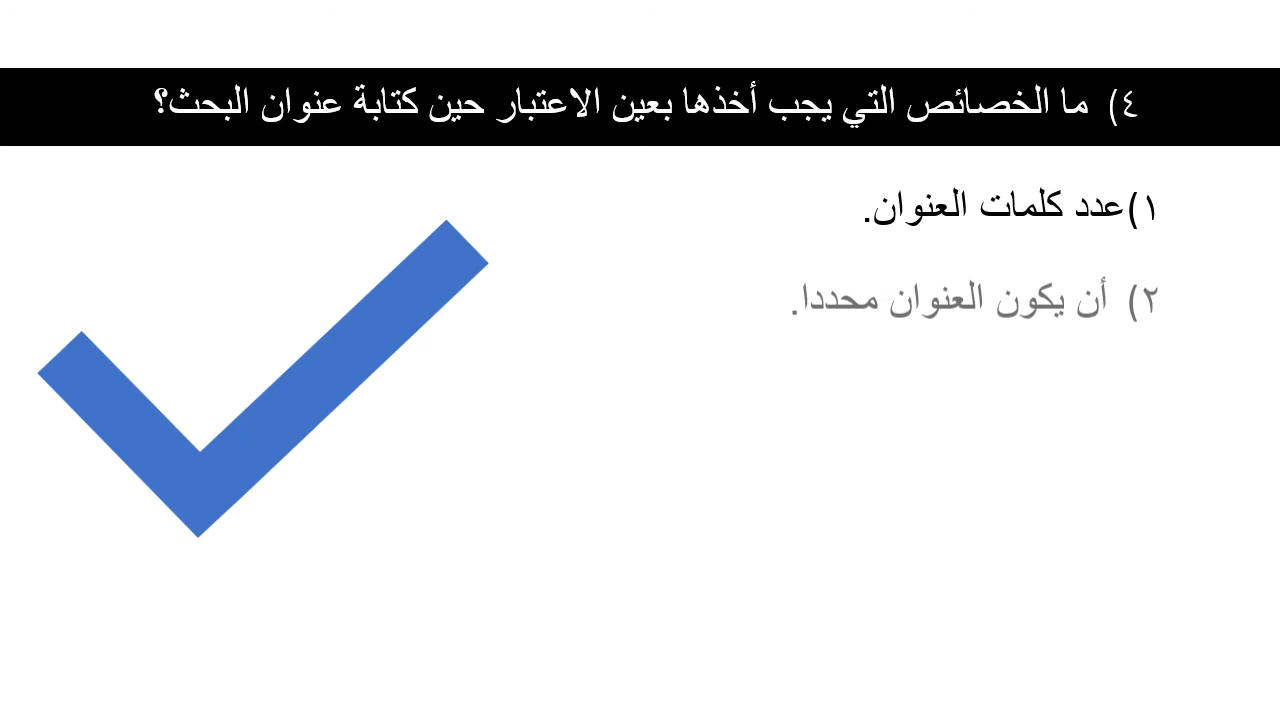 ٤) ما الخصائص التي يجب أخذها بعين الاعتبار حين كتابة عنوان البحث؟
١)عدد كلمات العنوان.
٢) أن يكون العنوان محددا.